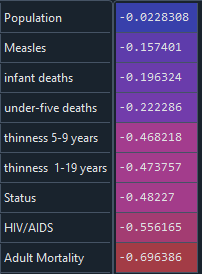 Population -0.0228308
Measles -0.157401
infant deaths -0.196324
under-five deaths -0.222286
thinness 5-9 years -0.468218
thinness  1-19 years -0.473757
Status -0.48227
HIV/AIDS -0.556165
Adult Mortality -0.696386